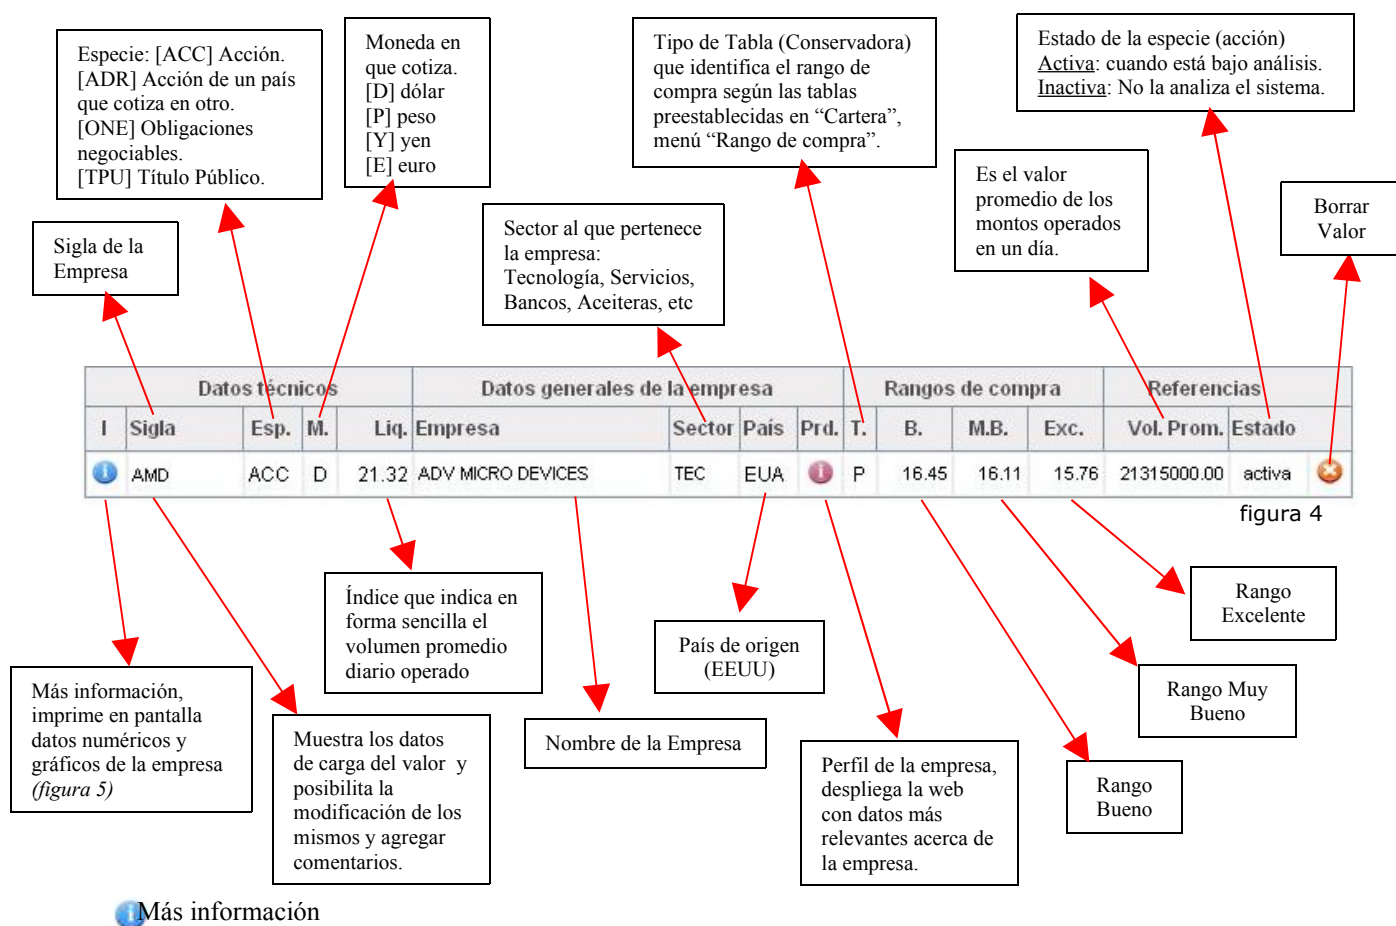 Especie: [ACC] Acción.
[ADR] Acción de un país
que cotiza en otro.
[ONE] Obligaciones
negociables.
[TPU] Título Público.
Moneda en
que cotiza.
[D] dólar
[P] peso
[Y] yen
[E] euro
Tipo de Tabla (Conservadora)
que identifica el rango de
compra según las tablas
preestablecidas en “Cartera”,
menú “Rango de compra”.
Estado de la especie (acción)
Activa: cuando está bajo análisis.
Inactiva: No la analiza el sistema.
Sigla de la
Empresa
Sector al que pertenece
la empresa:
Tecnología, Servicios,
Bancos, Aceiteras, etc
Es el valor
promedio de los
montos operados
en un día.
Borrar
Valor
Datos técnicos Datos generales de la empresa Rangos de compra Referencias
I Sigla Esp. M. Liq. Empresa Sector País Prd. T. B. M.B. Exc. Vol. Prom. Estado
AMD ACC D 21.32 ADV MICRO DEVICES TEC EUA P 16.45 16.11 15.76 21315000.00 activa
figura 4
Índice que indica en
forma sencilla el
volumen promedio
diario operado
País de origen
(EEUU)
Rango
Excelente
Más información,
imprime en pantalla
datos numéricos y
gráficos de la empresa
(figura 5)
Muestra los datos
de carga del valor y
posibilita la
modificación de los
mismos y agregar
comentarios.
Nombre de la Empresa
Perfil de la empresa,
despliega la web
con datos más
relevantes acerca de
la empresa.
Rango
Bueno
Rango Muy
Bueno
Más información